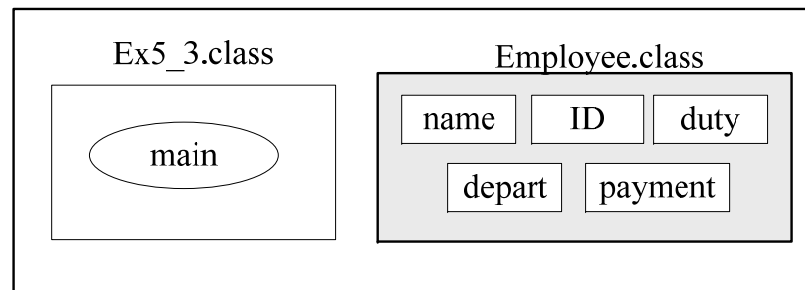 Ex5_3.class
Employee.class
main
name ID duty
depart payment